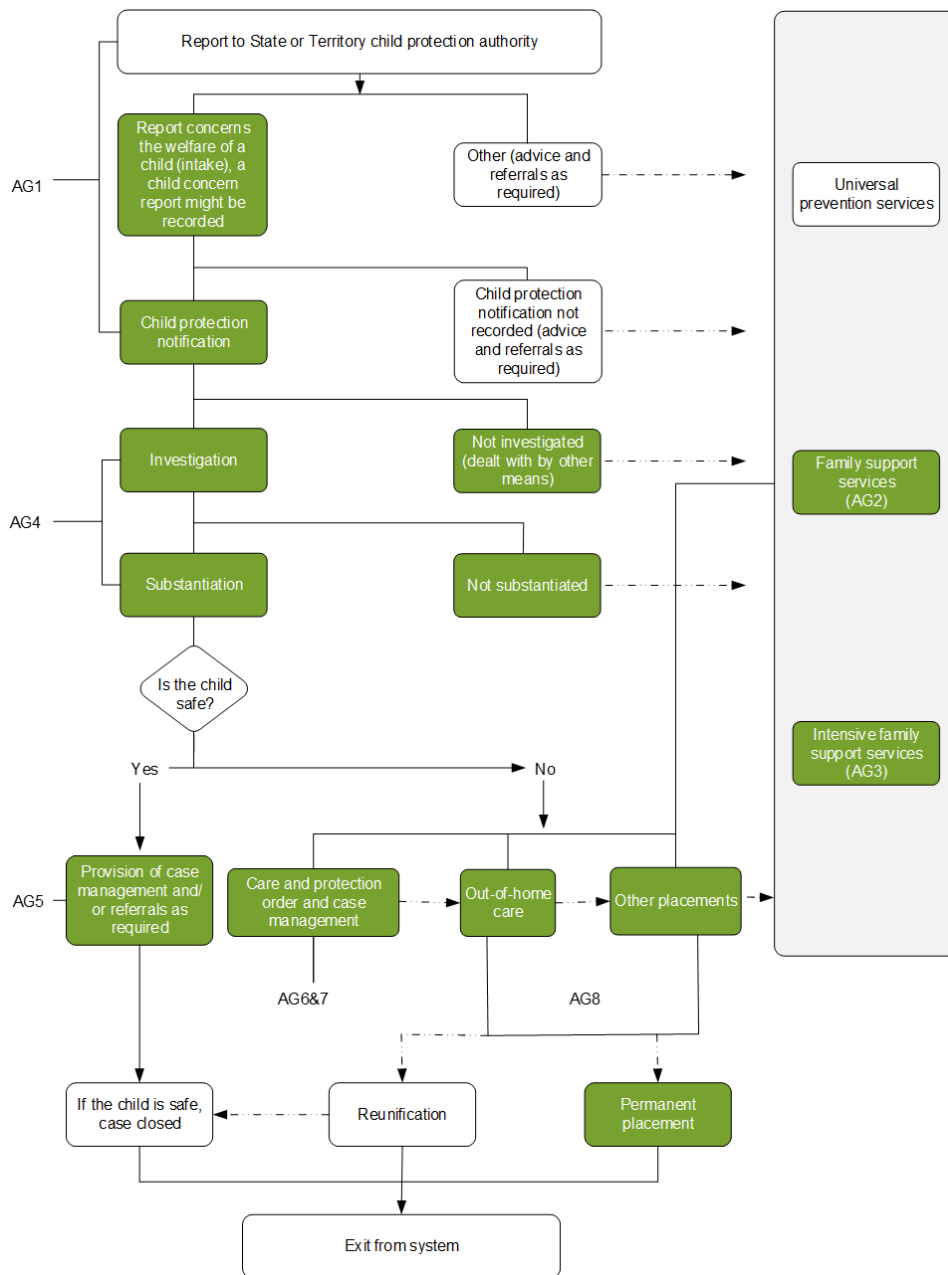 Report to State or Territory child protection authority
Report concerns
the welfare of a
child (intake), a
child concern
report might be
recorded
Other (advice and
referrals as
required)
Universal
prevention services
AG1
Child protection
notification
Child protection
notification not
recorded (advice
and referrals as
required)
Investigation
Not investigated
(dealt with by other
means)
Family support
services
(AG2)
AG4
Substantiation
Not substantiated
Is the child
safe?
Intensive family
support services
(AG3)
Yes
No
AG5
Provision of case
management and/
or referrals as
required
Care and protection
order and case
management
Out-of-home
care
Other placements
AG6&7
AG8
If the child is safe,
case closed
Reunification
Permanent
placement
Exit from system